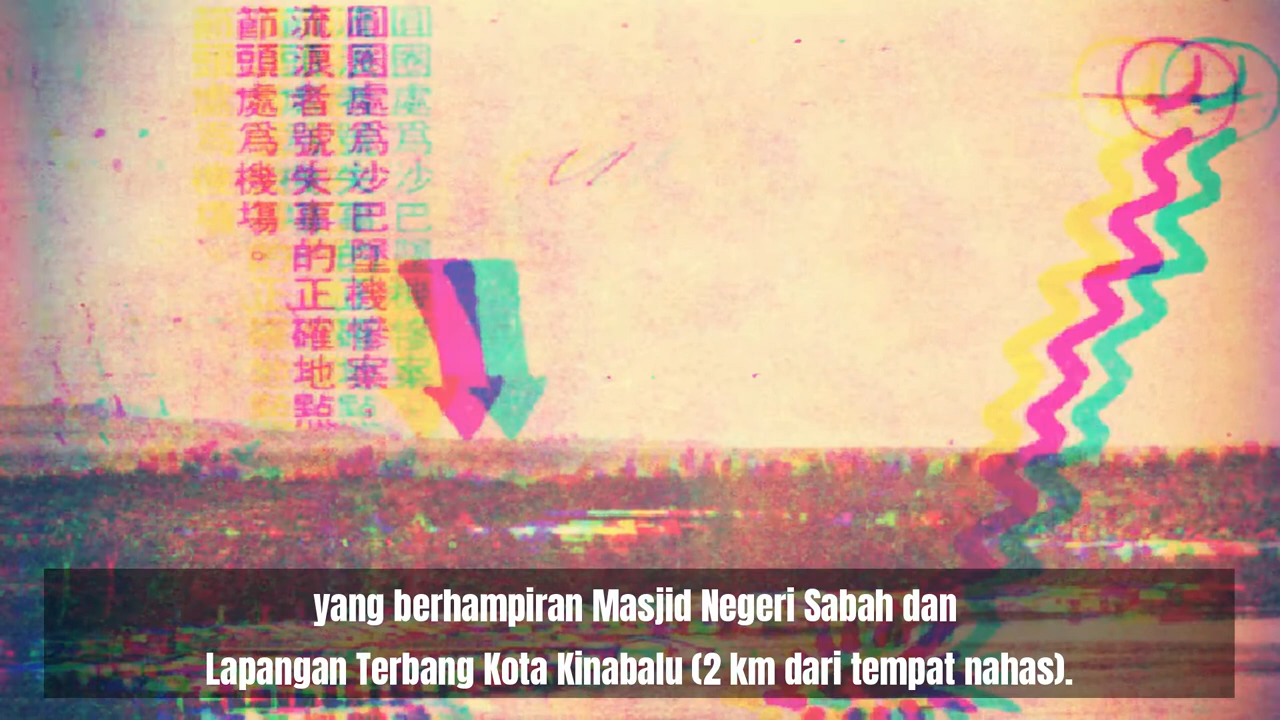 圓圈處爲沙巴墮機慘案
流浪者號失事的正確地點
節頭處爲機塲。
yang berhampiran Masjid Negeri Sabah dan
Lapangan Terbang Kota Kinabalu (2 km dari tempat nahas).